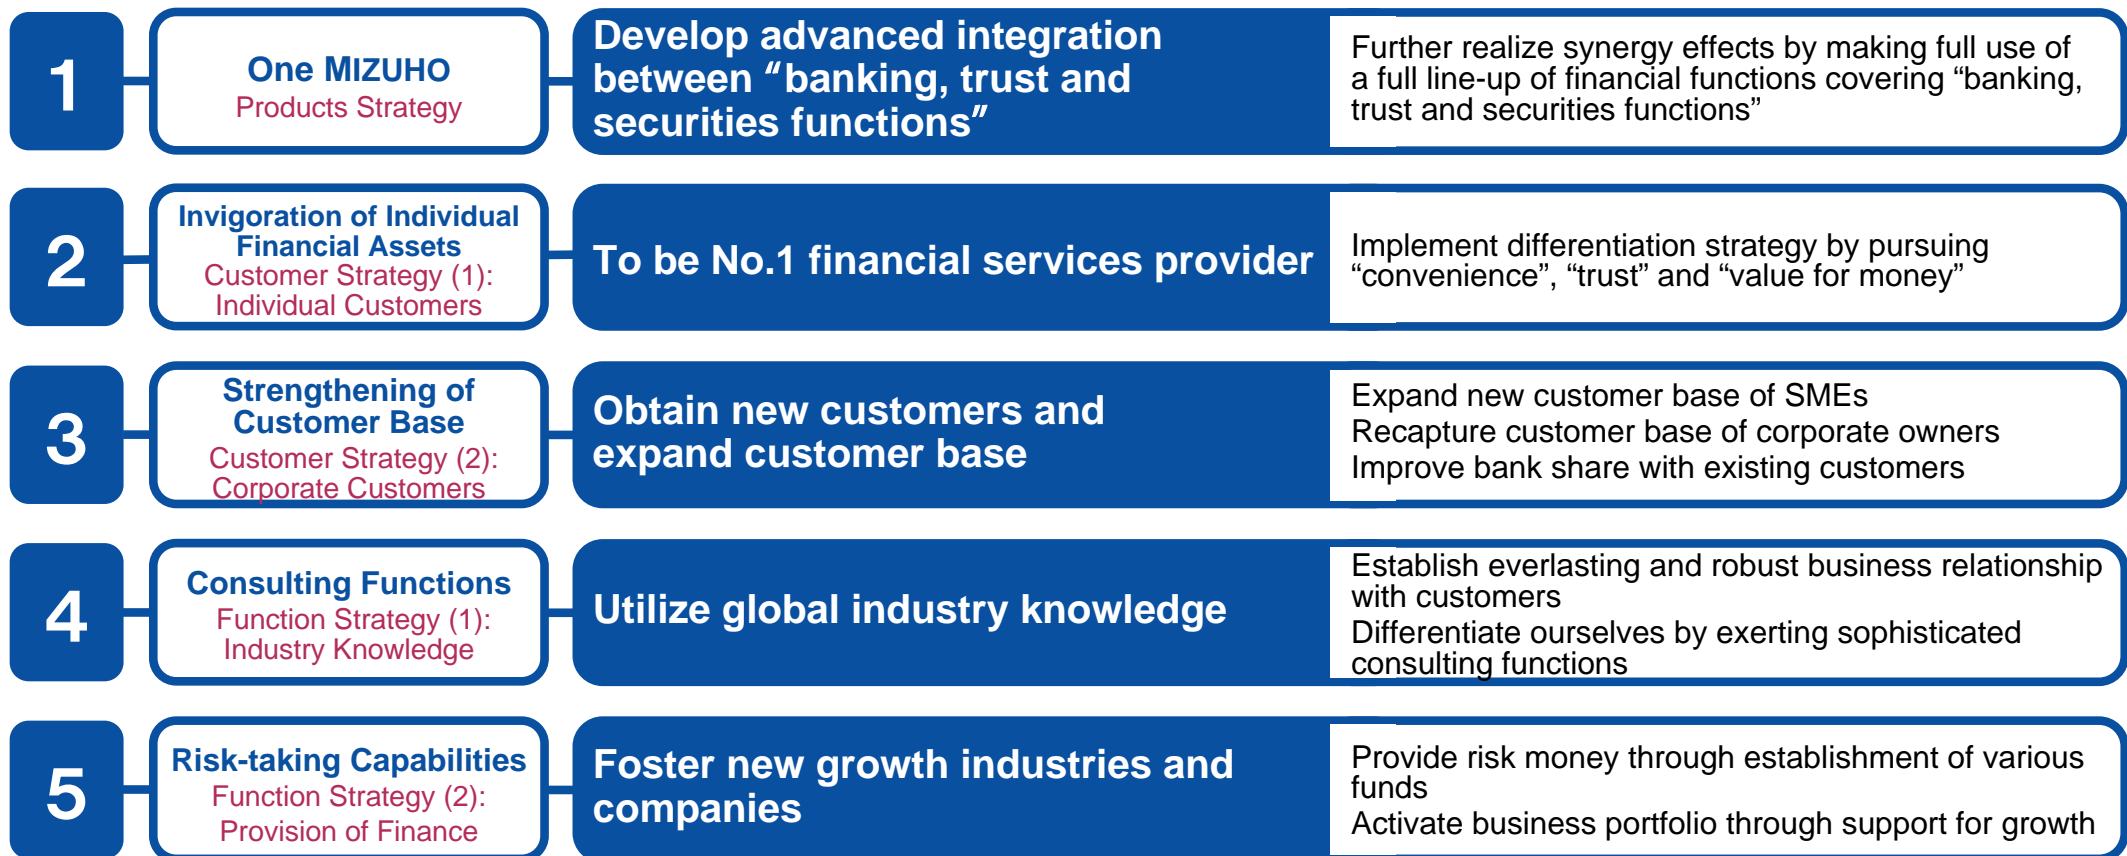 1
One MIZUHO
Products Strategy
Develop advanced integration
between “banking, trust and
securities functions”
Further realize synergy effects by making full use of
a full line-up of financial functions covering “banking,
trust and securities functions”
2
Invigoration of Individual
Financial Assets
Customer Strategy (1):
Individual Customers
To be No.1 financial services provider
Implement differentiation strategy by pursuing
“convenience”, “trust” and “value for money”
3
Strengthening of
Customer Base
Customer Strategy (2):
Corporate Customers
Obtain new customers and
expand customer base
Expand new customer base of SMEs
Recapture customer base of corporate owners
Improve bank share with existing customers
4
Consulting Functions
Function Strategy (1):
Industry Knowledge
Utilize global industry knowledge
Establish everlasting and robust business relationship
with customers
Differentiate ourselves by exerting sophisticated
consulting functions
5
Risk-taking Capabilities
Function Strategy (2):
Provision of Finance
Foster new growth industries and
companies
Provide risk money through establishment of various
funds
Activate business portfolio through support for growth